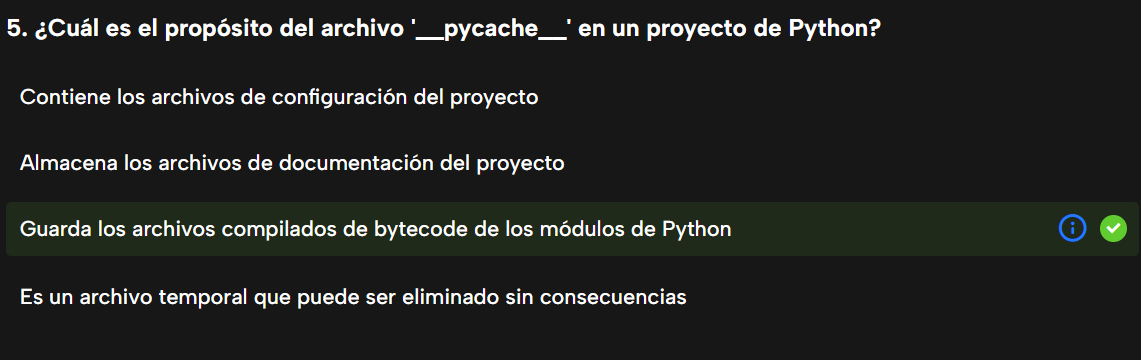 5. ¿Cuál es el propósito del archivo '__pycache__' en un proyecto de Python?
Contiene los archivos de configuración del proyecto
Almacena los archivos de documentación del proyecto
Guarda los archivos compilados de bytecode de los módulos de Python
Es un archivo temporal que puede ser eliminado sin consecuencias